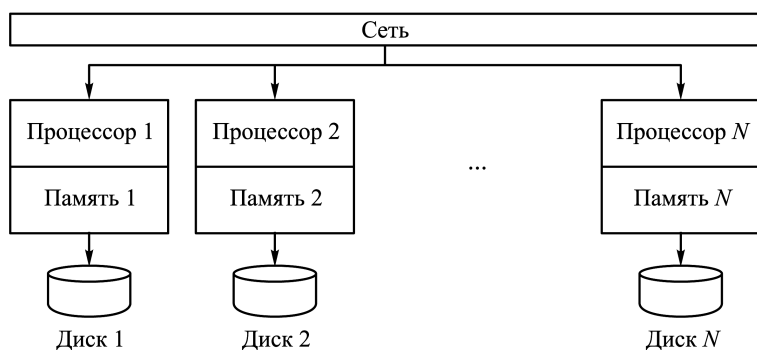 Сеть
Процессор 1 Процессор 2 Процессор N
...
Память 1 Память 2 Память N
Диск 1 Диск 2 Диск N